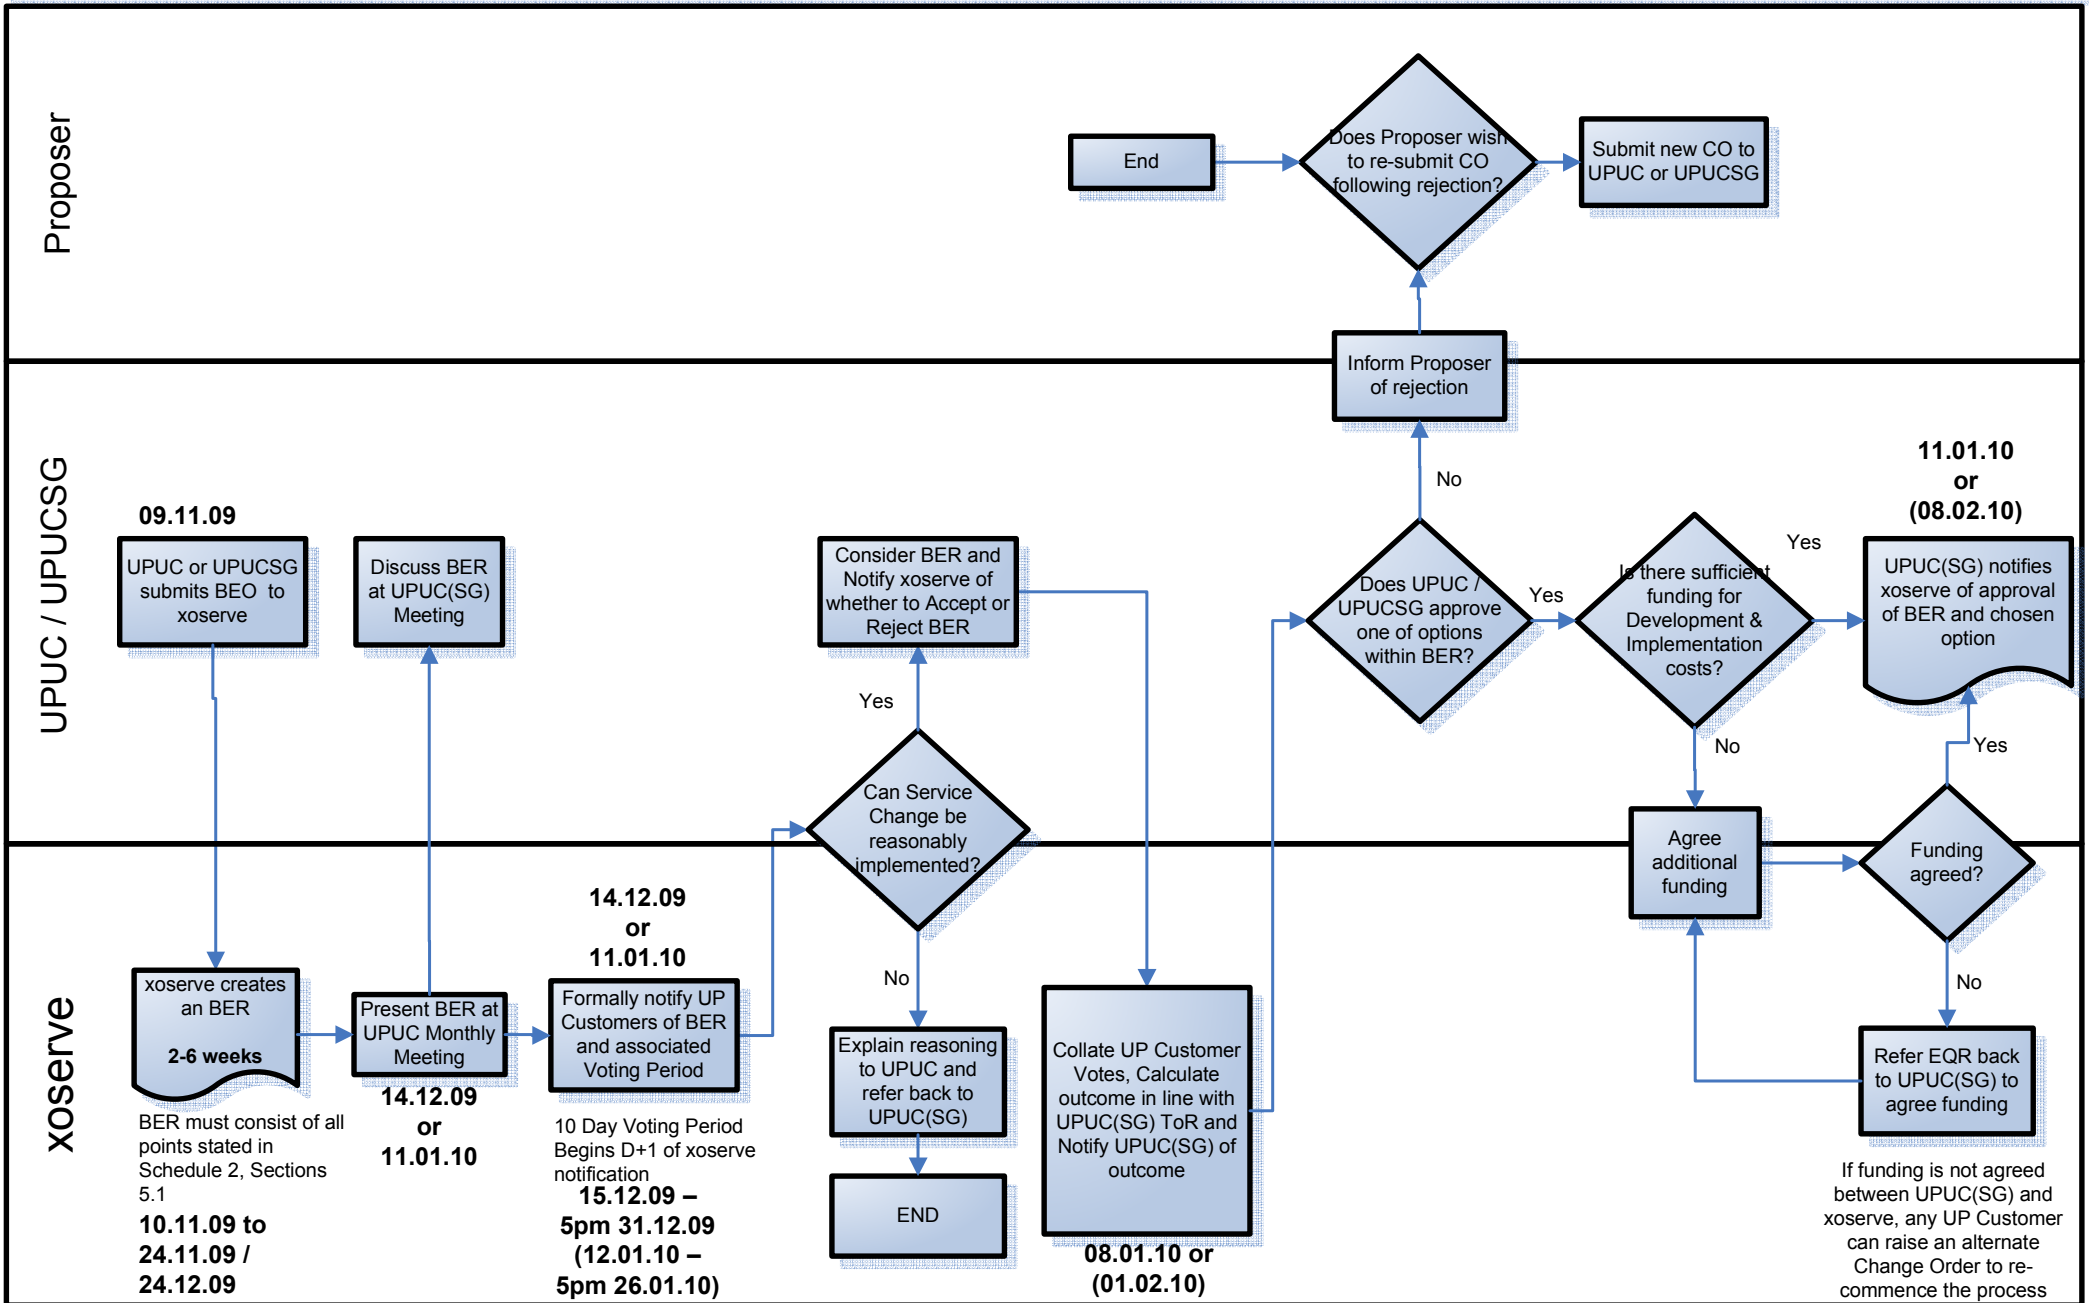 Proposer
End
Does Proposer wish
to re-submit CO
following rejection?
Submit new CO to
UPUC or UPUCSG
Inform Proposer
of rejection
UPUC / UPUCSG
09.11.09
UPUC or UPUCSG
submits BEO to
xoserve
Discuss BER
at UPUC(SG)
Meeting
Consider BER and
Notify xoserve of
whether to Accept or
Reject BER
Yes
Can Service
Change be
reasonably
implemented?
No
No
Does UPUC /
UPUCSG approve
one of options
within BER?
Yes
Is there sufficient
funding for
Development &
Implementation
costs?
Yes
No
11.01.10
or
(08.02.10)
UPUC(SG) notifies
xoserve of approval
of BER and chosen
option
Yes
Agree
additional
funding
Funding
agreed?
No
xoserve
xoserve creates
an BER
2-6 weeks
BER must consist of all
points stated in
Schedule 2, Sections
5.1
10.11.09 to
24.11.09 /
24.12.09
Present BER at
UPUC Monthly
Meeting
14.12.09
or
11.01.10
14.12.09
or
11.01.10
Formally notify UP
Customers of BER
and associated
Voting Period
10 Day Voting Period
Begins D+1 of xoserve
notification
15.12.09 –
5pm 31.12.09
(12.01.10 –
5pm 26.01.10)
Explain reasoning
to UPUC and
refer back to
UPUC(SG)
END
Collate UP Customer
Votes, Calculate
outcome in line with
UPUC(SG) ToR and
Notify UPUC(SG) of
outcome
08.01.10 or
(01.02.10)
Refer EQR back
to UPUC(SG) to
agree funding
If funding is not agreed
between UPUC(SG) and
xoserve, any UP Customer
can raise an alternate
Change Order to re-
commence the process